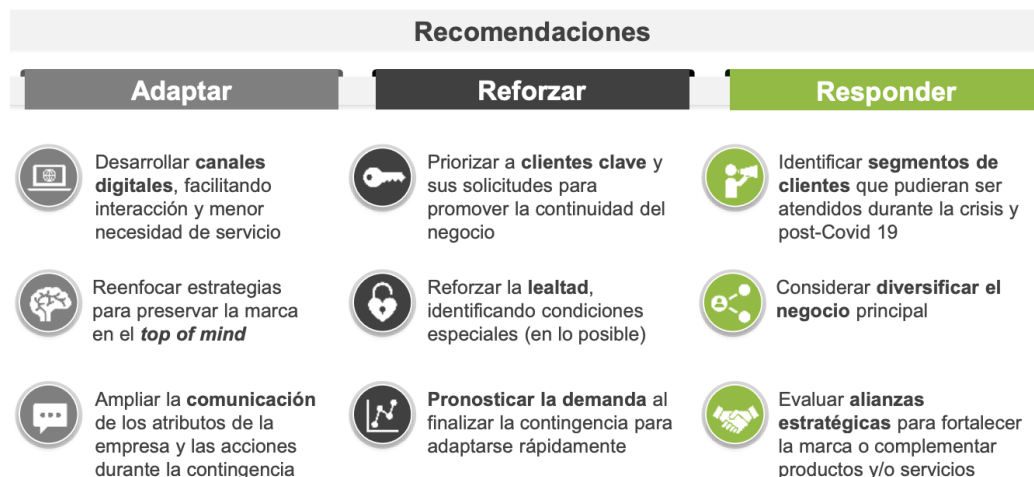 Recomendaciones
Adaptar
Desarrollar canales
digitales, facilitando
interacción y menor
necesidad de servicio
Reenfocar estrategias
para preservar la marca
en el top of mind
Ampliar la comunicación
de los atributos de la
empresa y las acciones
durante la contingencia
Reforzar
Priorizar a clientes clave y
sus solicitudes para
promover la continuidad del
negocio
Reforzar la lealtad,
identificando condiciones
especiales (en lo posible)
Pronosticar la demanda al
finalizar la contingencia para
adaptarse rápidamente
Responder
Identificar segmentos de
clientes que pudieran ser
atendidos durante la crisis y
post-Covid 19
Considerar diversificar el
negocio principal
Evaluar alianzas
estratégicas para fortalecer
la marca o complementar
productos y/o servicios